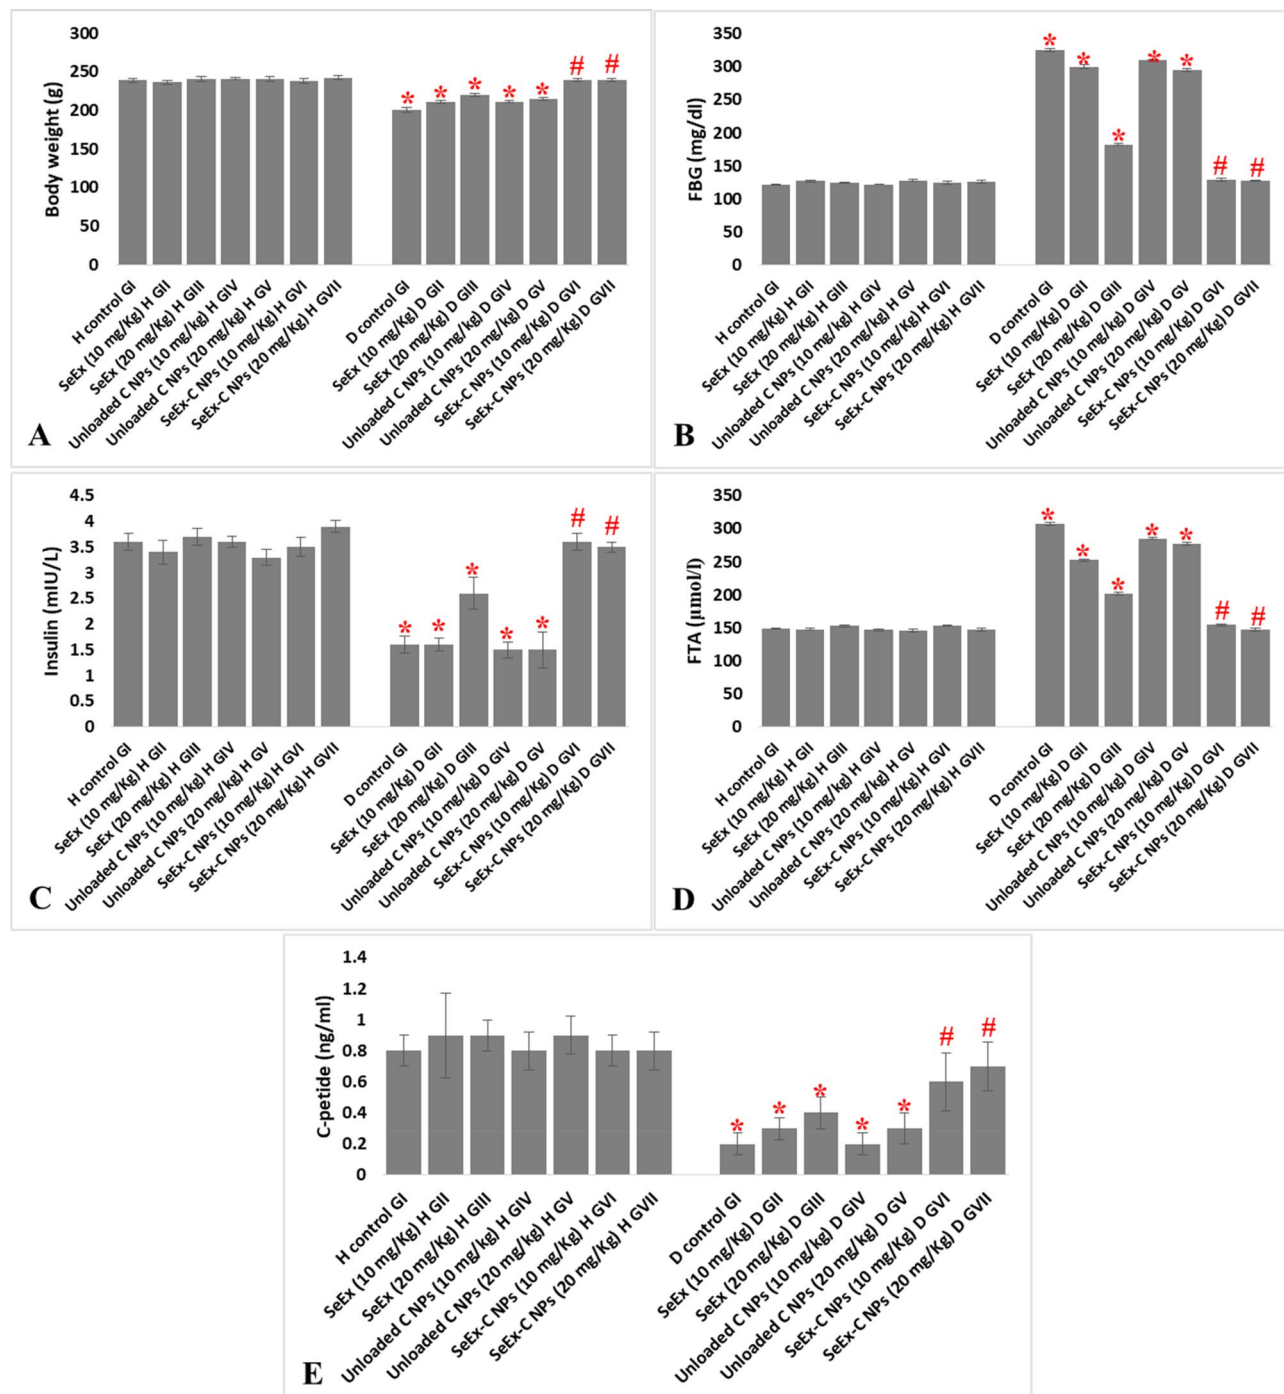 300
250
200
150
100
50
0
Body weight (g)
* * * * * # #
H control GI
SeEx (10 mg/Kg) H GII
SeEx (20 mg/Kg) H GIII
Unloaded C NPs (10 mg/kg) H GIV
Unloaded C NPs (20 mg/kg) H GV
SeEx-C NPs (10 mg/Kg) H GVI
SeEx-C NPs (20 mg/Kg) H GVII
D control GI
SeEx (10 mg/Kg) D GII
SeEx (20 mg/Kg) D GIII
Unloaded C NPs (10 mg/kg) D GIV
Unloaded C NPs (20 mg/kg) D GV
SeEx-C NPs (10 mg/Kg) D GVI
SeEx-C NPs (20 mg/Kg) D GVII
A
350
300
250
200
150
100
50
0
FBG (mg/dl)
* * * * * # #
H control GI
SeEx (10 mg/Kg) H GII
SeEx (20 mg/Kg) H GIII
Unloaded C NPs (10 mg/kg) H GIV
Unloaded C NPs (20 mg/kg) H GV
SeEx-C NPs (10 mg/Kg) H GVI
SeEx-C NPs (20 mg/Kg) H GVII
D control GI
SeEx (10 mg/Kg) D GII
SeEx (20 mg/Kg) D GIII
Unloaded C NPs (10 mg/kg) D GIV
Unloaded C NPs (20 mg/kg) D GV
SeEx-C NPs (10 mg/Kg) D GVI
SeEx-C NPs (20 mg/Kg) D GVII
B
4.5
4
3.5
3
2.5
2
1.5
1
0.5
0
Insulin (mIU/L)
* * * * * # #
H control GI
SeEx (10 mg/Kg) H GII
SeEx (20 mg/Kg) H GIII
Unloaded C NPs (10 mg/kg) H GIV
Unloaded C NPs (20 mg/kg) H GV
SeEx-C NPs (10 mg/Kg) H GVI
SeEx-C NPs (20 mg/Kg) H GVII
D control GI
SeEx (10 mg/Kg) D GII
SeEx (20 mg/Kg) D GIII
Unloaded C NPs (10 mg/kg) D GIV
Unloaded C NPs (20 mg/kg) D GV
SeEx-C NPs (10 mg/Kg) D GVI
SeEx-C NPs (20 mg/Kg) D GVII
C
350
300
250
200
150
100
50
0
FTA (µmol/l)
* * * * * # #
H control GI
SeEx (10 mg/Kg) H GII
SeEx (20 mg/Kg) H GIII
Unloaded C NPs (10 mg/kg) H GIV
Unloaded C NPs (20 mg/kg) H GV
SeEx-C NPs (10 mg/Kg) H GVI
SeEx-C NPs (20 mg/Kg) H GVII
D control GI
SeEx (10 mg/Kg) D GII
SeEx (20 mg/Kg) D GIII
Unloaded C NPs (10 mg/kg) D GIV
Unloaded C NPs (20 mg/kg) D GV
SeEx-C NPs (10 mg/Kg) D GVI
SeEx-C NPs (20 mg/Kg) D GVII
D
1.4
1.2
1
0.8
0.6
0.4
0.2
0
C-petide (ng/ml)
* * * * * # #
H control GI
SeEx (10 mg/Kg) H GII
SeEx (20 mg/Kg) H GIII
Unloaded C NPs (10 mg/kg) H GIV
Unloaded C NPs (20 mg/kg) H GV
SeEx-C NPs (10 mg/Kg) H GVI
SeEx-C NPs (20 mg/Kg) H GVII
D control GI
SeEx (10 mg/Kg) D GII
SeEx (20 mg/Kg) D GIII
Unloaded C NPs (10 mg/kg) D GIV
Unloaded C NPs (20 mg/kg) D GV
SeEx-C NPs (10 mg/Kg) D GVI
SeEx-C NPs (20 mg/Kg) D GVII
E